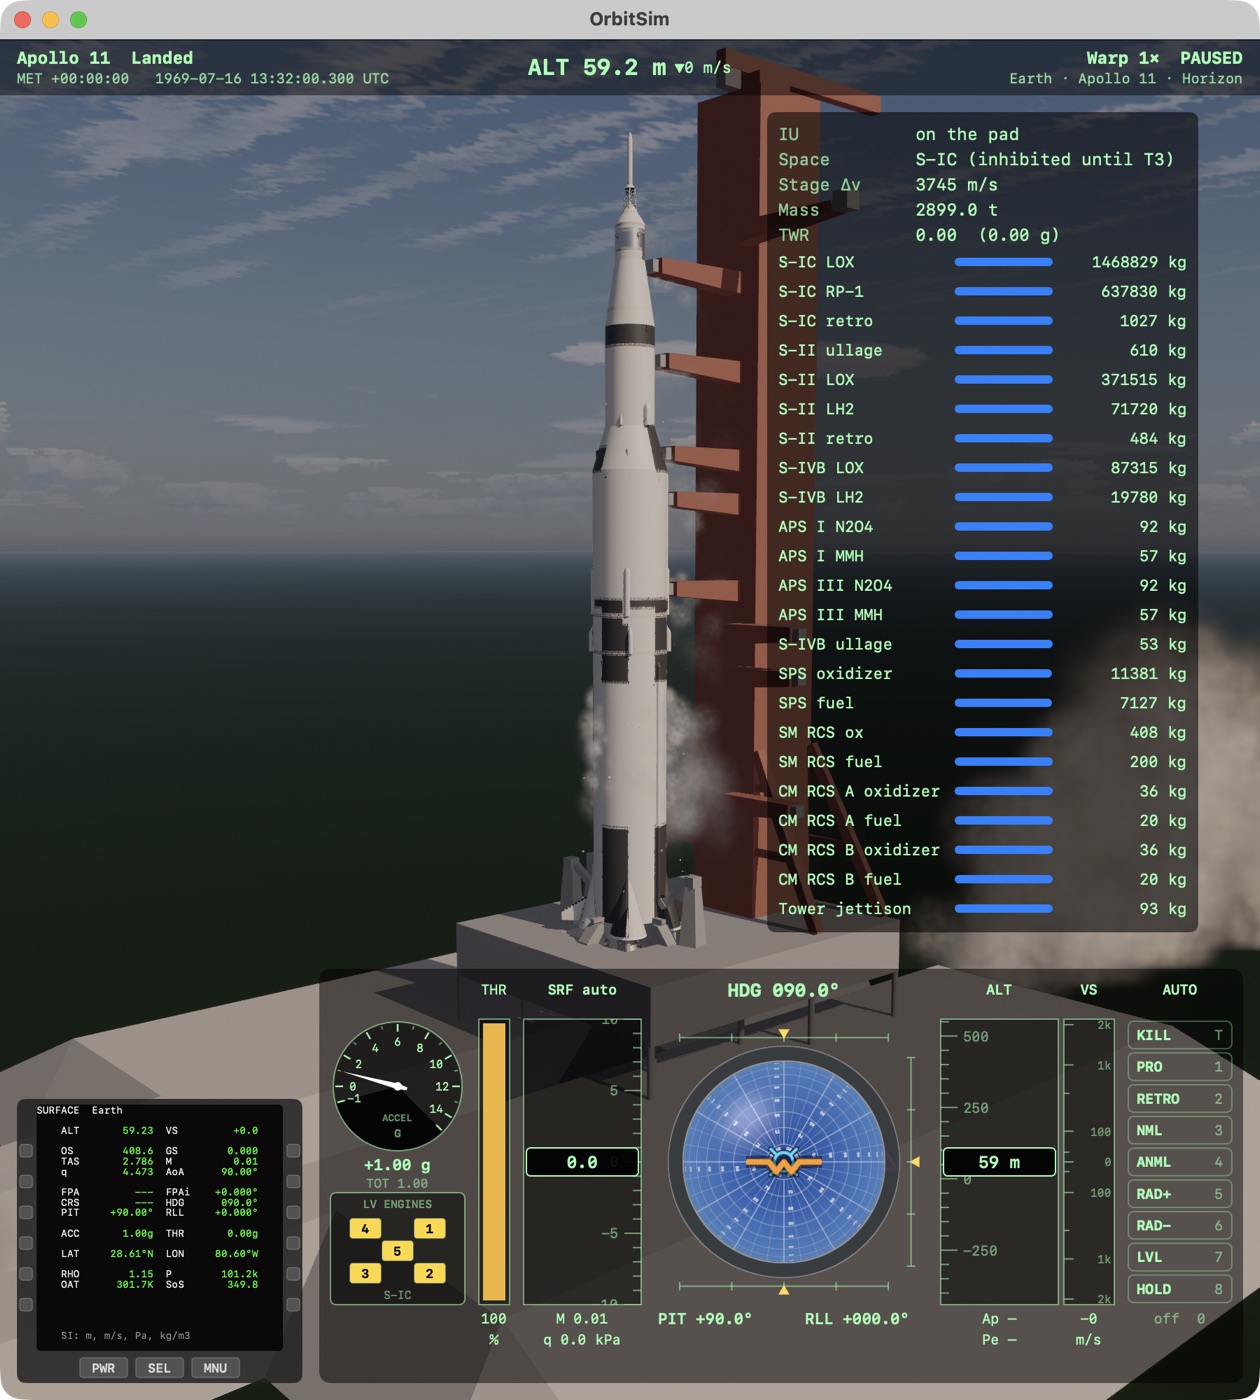 OrbitSim
Apollo 11 Landed
MET +00:00:00 1969-07-16 13:32:00.300 UTC
ALT 59.2 m ▼0 m/s
Warp 1× PAUSED
Earth · Apollo 11 · Horizon
IU on the pad
Space S-IC (inhibited until T3)
Stage Δv 3745 m/s
Mass 2899.0 t
TWR 0.00 (0.00 g)
S-IC LOX 1468829 kg
S-IC RP-1 637830 kg
S-IC retro 1027 kg
S-II ullage 610 kg
S-II LOX 371515 kg
S-II LH2 71720 kg
S-II retro 484 kg
S-IVB LOX 87315 kg
S-IVB LH2 19780 kg
APS I N2O4 92 kg
APS I MMH 57 kg
APS III N2O4 92 kg
APS III MMH 57 kg
S-IVB ullage 53 kg
SPS oxidizer 11381 kg
SPS fuel 7127 kg
SM RCS ox 408 kg
SM RCS fuel 200 kg
CM RCS A oxidizer 36 kg
CM RCS A fuel 20 kg
CM RCS B oxidizer 36 kg
CM RCS B fuel 20 kg
Tower jettison 93 kg
SURFACE Earth
ALT 59.23 VS +0.0
OS 408.6 GS 0.000
TAS 2.786 M 0.01
q 4.473 AoA 90.00°
FPA --- FPAi +0.000°
CRS --- HDG 090.0°
PIT +90.00° RLL +0.000°
ACC 1.00g THR 0.00g
LAT 28.61°N LON 80.60°W
RHO 1.15 P 101.2k
OAT 301.7K SoS 349.8
SI: m, m/s, Pa, kg/m3
PWR SEL MNU
-1 0 2 4 6 8 10 12 14
ACCEL
G
+1.00 g
TOT 1.00
LV ENGINES
4 1
5
3 2
S-IC
THR
100
%
SRF auto
10
5
0.0
-5
M 0.01
q 0.0 kPa
HDG 090.0°
PIT +90.0° RLL +000.0°
ALT
500
250
59 m
0
-250
Ap —
Pe —
VS
2k
1k
100
0
100
1k
2k
-0
m/s
AUTO
KILL T
PRO 1
RETRO 2
NML 3
ANML 4
RAD+ 5
RAD- 6
LVL 7
HOLD 8
off 0